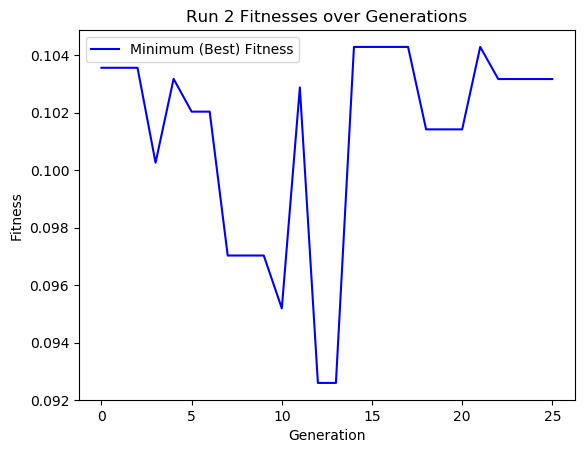 Run 2 Fitnesses over Generations
Minimum (Best) Fitness
Fitness
0.104
0.102
0.100
0.098
0.096
0.094
0.092
0 5 10 15 20 25
Generation